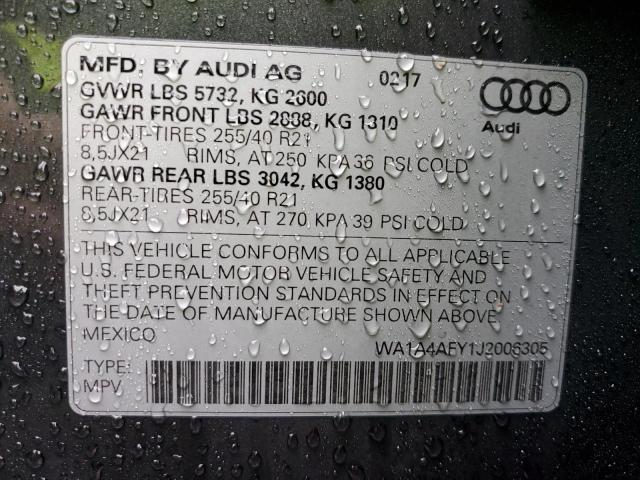 MFD. BY AUDI AG 0217
GVWR LBS 5732, KG 2600
GAWR FRONT LBS 2888, KG 1310
FRONT-TIRES 255/40 R21
8,5JX21 RIMS, AT 250 KPA 36 PSI COLD
GAWR REAR LBS 3042, KG 1380
REAR-TIRES 255/40 R21
8,5JX21 RIMS, AT 270 KPA 39 PSI COLD
Audi
THIS VEHICLE CONFORMS TO ALL APPLICABLE
U.S. FEDERAL MOTOR VEHICLE SAFETY AND
THEFT PREVENTION STANDARDS IN EFFECT ON
THE DATE OF MANUFACTURE SHOWN ABOVE.
MEXICO
WA1A4AFY1J2006305
TYPE:
MPV